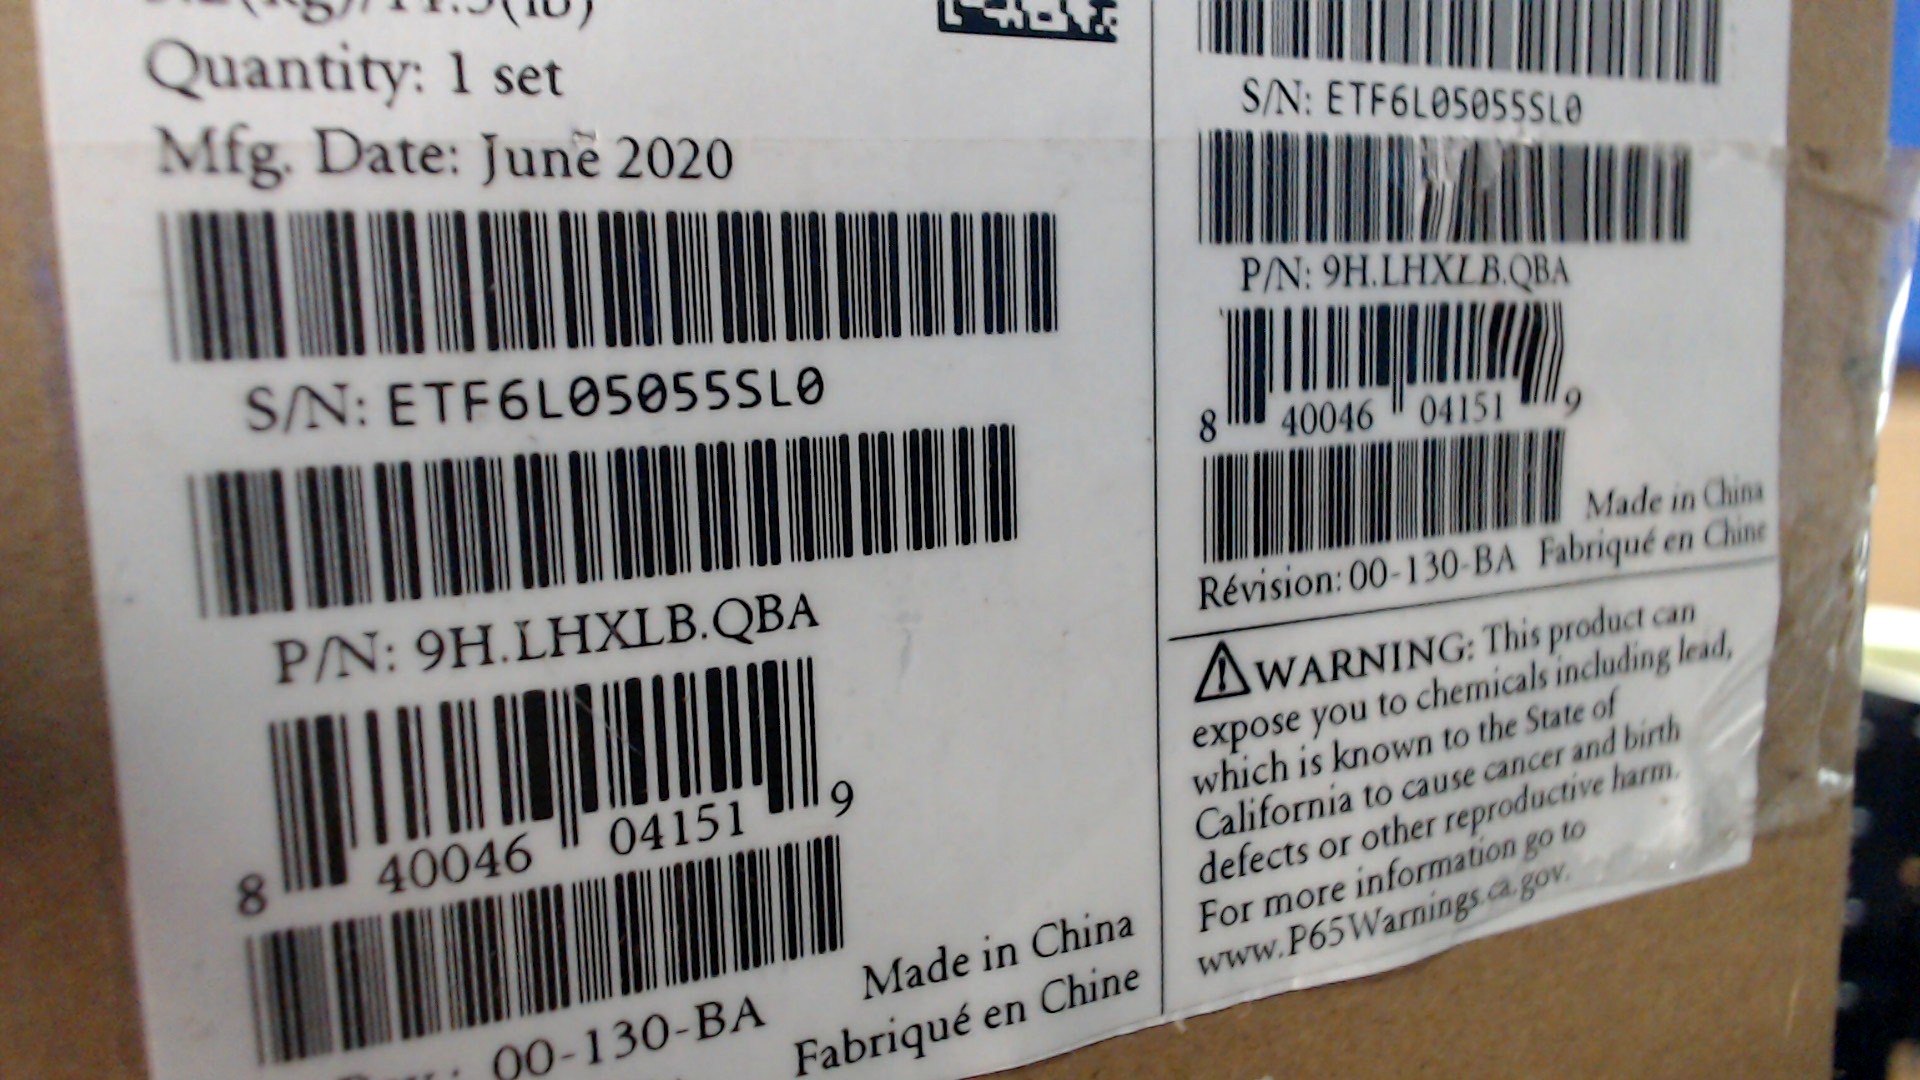 Quantity: 1 set
Mfg. Date: June 2020
S/N: ETF6L05055SL0
P/N: 9H.LHXLB.QBA
8 40046 04151 9
00-130-BA
Made in China
Fabriqué en Chine
S/N: ETF6L05055SL0
P/N: 9H.LHXLB.QBA
8 40046 04151 9
Made in China
Révision: 00-130-BA Fabriqué en Chine
WARNING: This product can
expose you to chemicals including lead,
which is known to the State of
California to cause cancer and birth
defects or other reproductive harm.
For more information go to
www.P65Warnings.ca.gov.